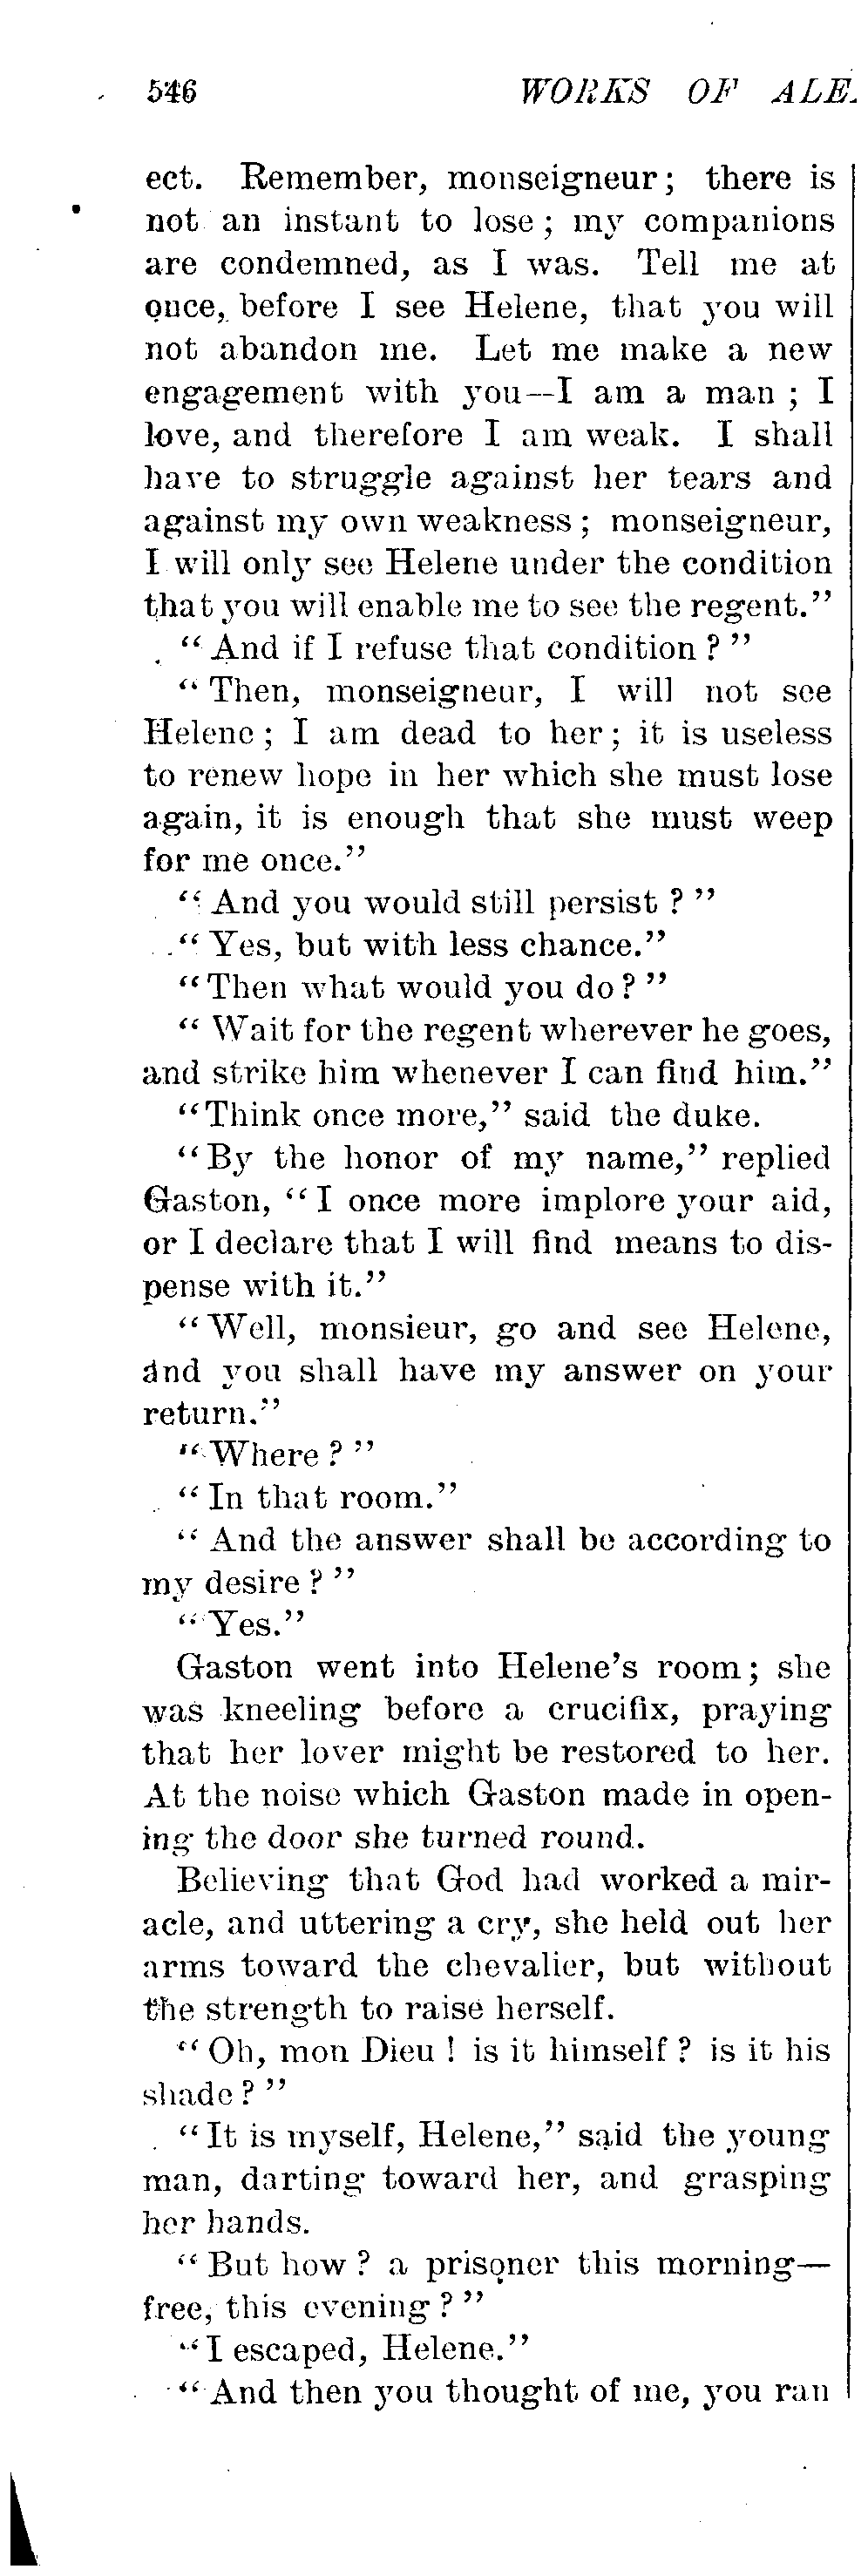 546 WORKS OF ALE
ect. Remember, monseigneur; there is
not an instant to lose; my companions
are condemned, as I was. Tell me at
once, before I see Helene, that you will
not abandon me. Let me make a new
engagement with you—I am a man; I
love, and therefore I am weak. I shall
have to struggle against her tears and
against my own weakness; monseigneur,
I will only see Helene under the condition
that you will enable me to see the regent."
"And if I refuse that condition?"
"Then, monseigneur, I will not see
Helene; I am dead to her; it is useless
to renew hope in her which she must lose
again, it is enough that she must weep
for me once."
"And you would still persist?"
"Yes, but with less chance."
"Then what would you do?"
"Wait for the regent wherever he goes,
and strike him whenever I can find him."
"Think once more," said the duke.
"By the honor of my name," replied
Gaston, "I once more implore your aid,
or I declare that I will find means to dis-
pense with it."
"Well, monsieur, go and see Helene,
and you shall have my answer on your
return."
"Where?"
"In that room."
"And the answer shall be according to
my desire?"
"Yes."
Gaston went into Helene's room; she
was kneeling before a crucifix, praying
that her lover might be restored to her.
At the noise which Gaston made in open-
ing the door she turned round.
Believing that God had worked a mir-
acle, and uttering a cry, she held out her
arms toward the chevalier, but without
the strength to raise herself.
"Oh, mon Dieu! is it himself? is it his
shade?"
"It is myself, Helene," said the young
man, darting toward her, and grasping
her hands.
"But how? a prisoner this morning—
free, this evening?"
"I escaped, Helene."
"And then you thought of me, you ran